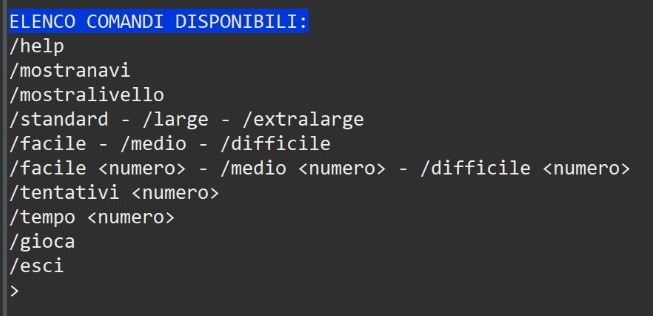 ELENCO COMANDI DISPONIBILI:
/help
/mostranavi
/mostralivello
/standard - /large - /extralarge
/facile - /medio - /difficile
/facile <numero> - /medio <numero> - /difficile <numero>
/tentativi <numero>
/tempo <numero>
/gioca
/esci
>